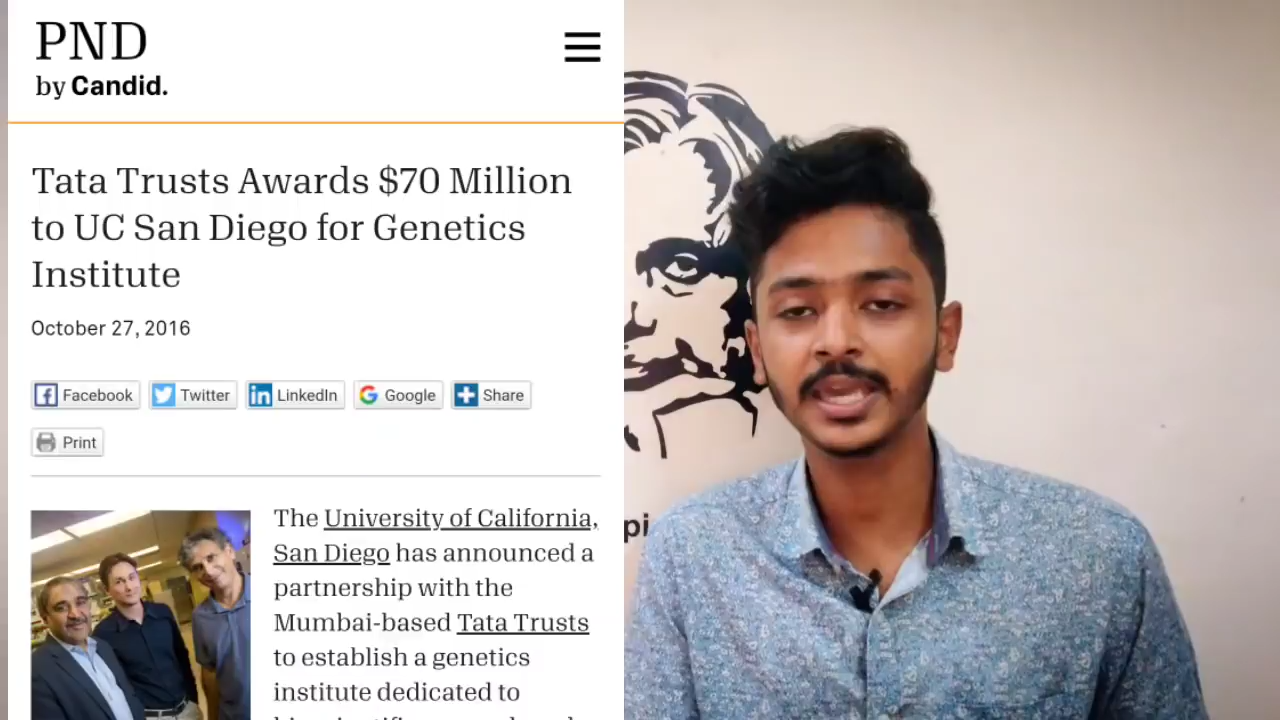 PND
by Candid.
Tata Trusts Awards $70 Million
to UC San Diego for Genetics
Institute
October 27, 2016
Facebook Twitter LinkedIn Google Share
Print
The University of California,
San Diego has announced a
partnership with the
Mumbai-based Tata Trusts
to establish a genetics
institute dedicated to
pi